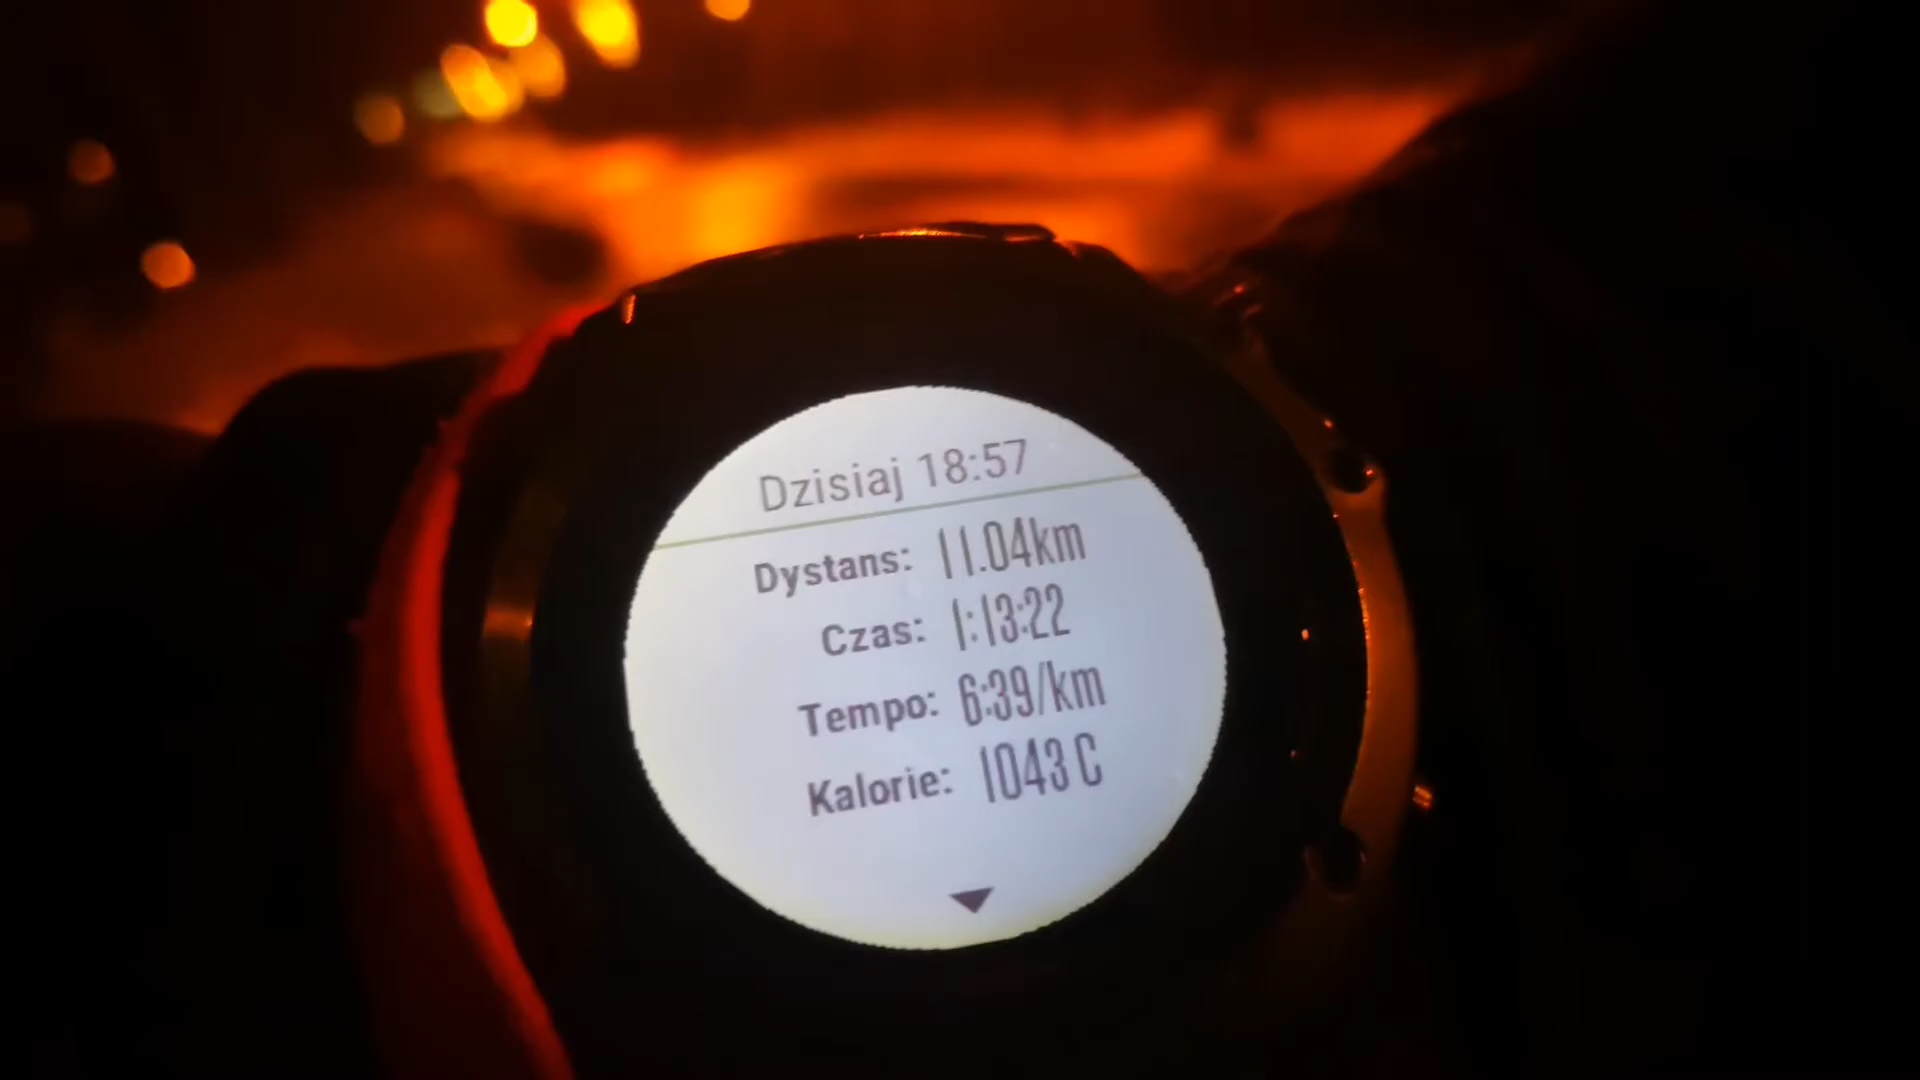 Dzisiaj 18:57
Dystans: 11.04km
Czas: 1:13:22
Tempo: 6:39/km
Kalorie: 1043 C